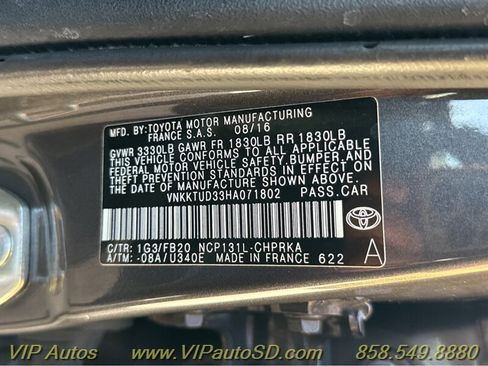 MFD. BY: TOYOTA MOTOR MANUFACTURING
FRANCE S.A.S. 08/16
GVWR 3330LB GAWR FR 1830LB RR 1830LB
THIS VEHICLE CONFORMS TO ALL APPLICABLE
FEDERAL MOTOR VEHICLE SAFETY, BUMPER, AND
THEFT PREVENTION STANDARDS IN EFFECT ON
THE DATE OF MANUFACTURE SHOWN ABOVE.
VNKKTUD33HA071802 PASS. CAR
C/TR: 1G3/FB20 NCP131L-CHPRKA
A/TM: -08A/U340E MADE IN FRANCE 622
A
TOYOTA
VIP Autos www.VIPautoSD.com 858.549.8880